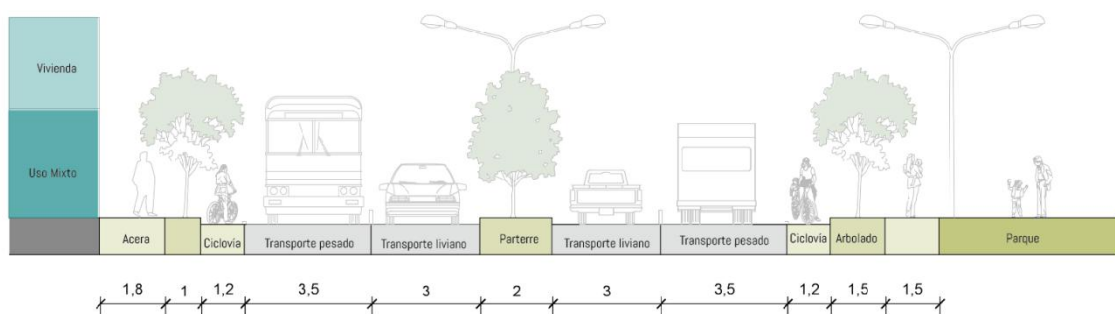 Vivienda
Uso Mixto
Acera
Ciclovia
Transporte pesado
Transporte liviano
Parterre
Transporte liviano
Transporte pesado
Ciclovia
Arbolado
Parque
1,8
1
1,2
3,5
3
2
3
3,5
1,2
1,5
1,5